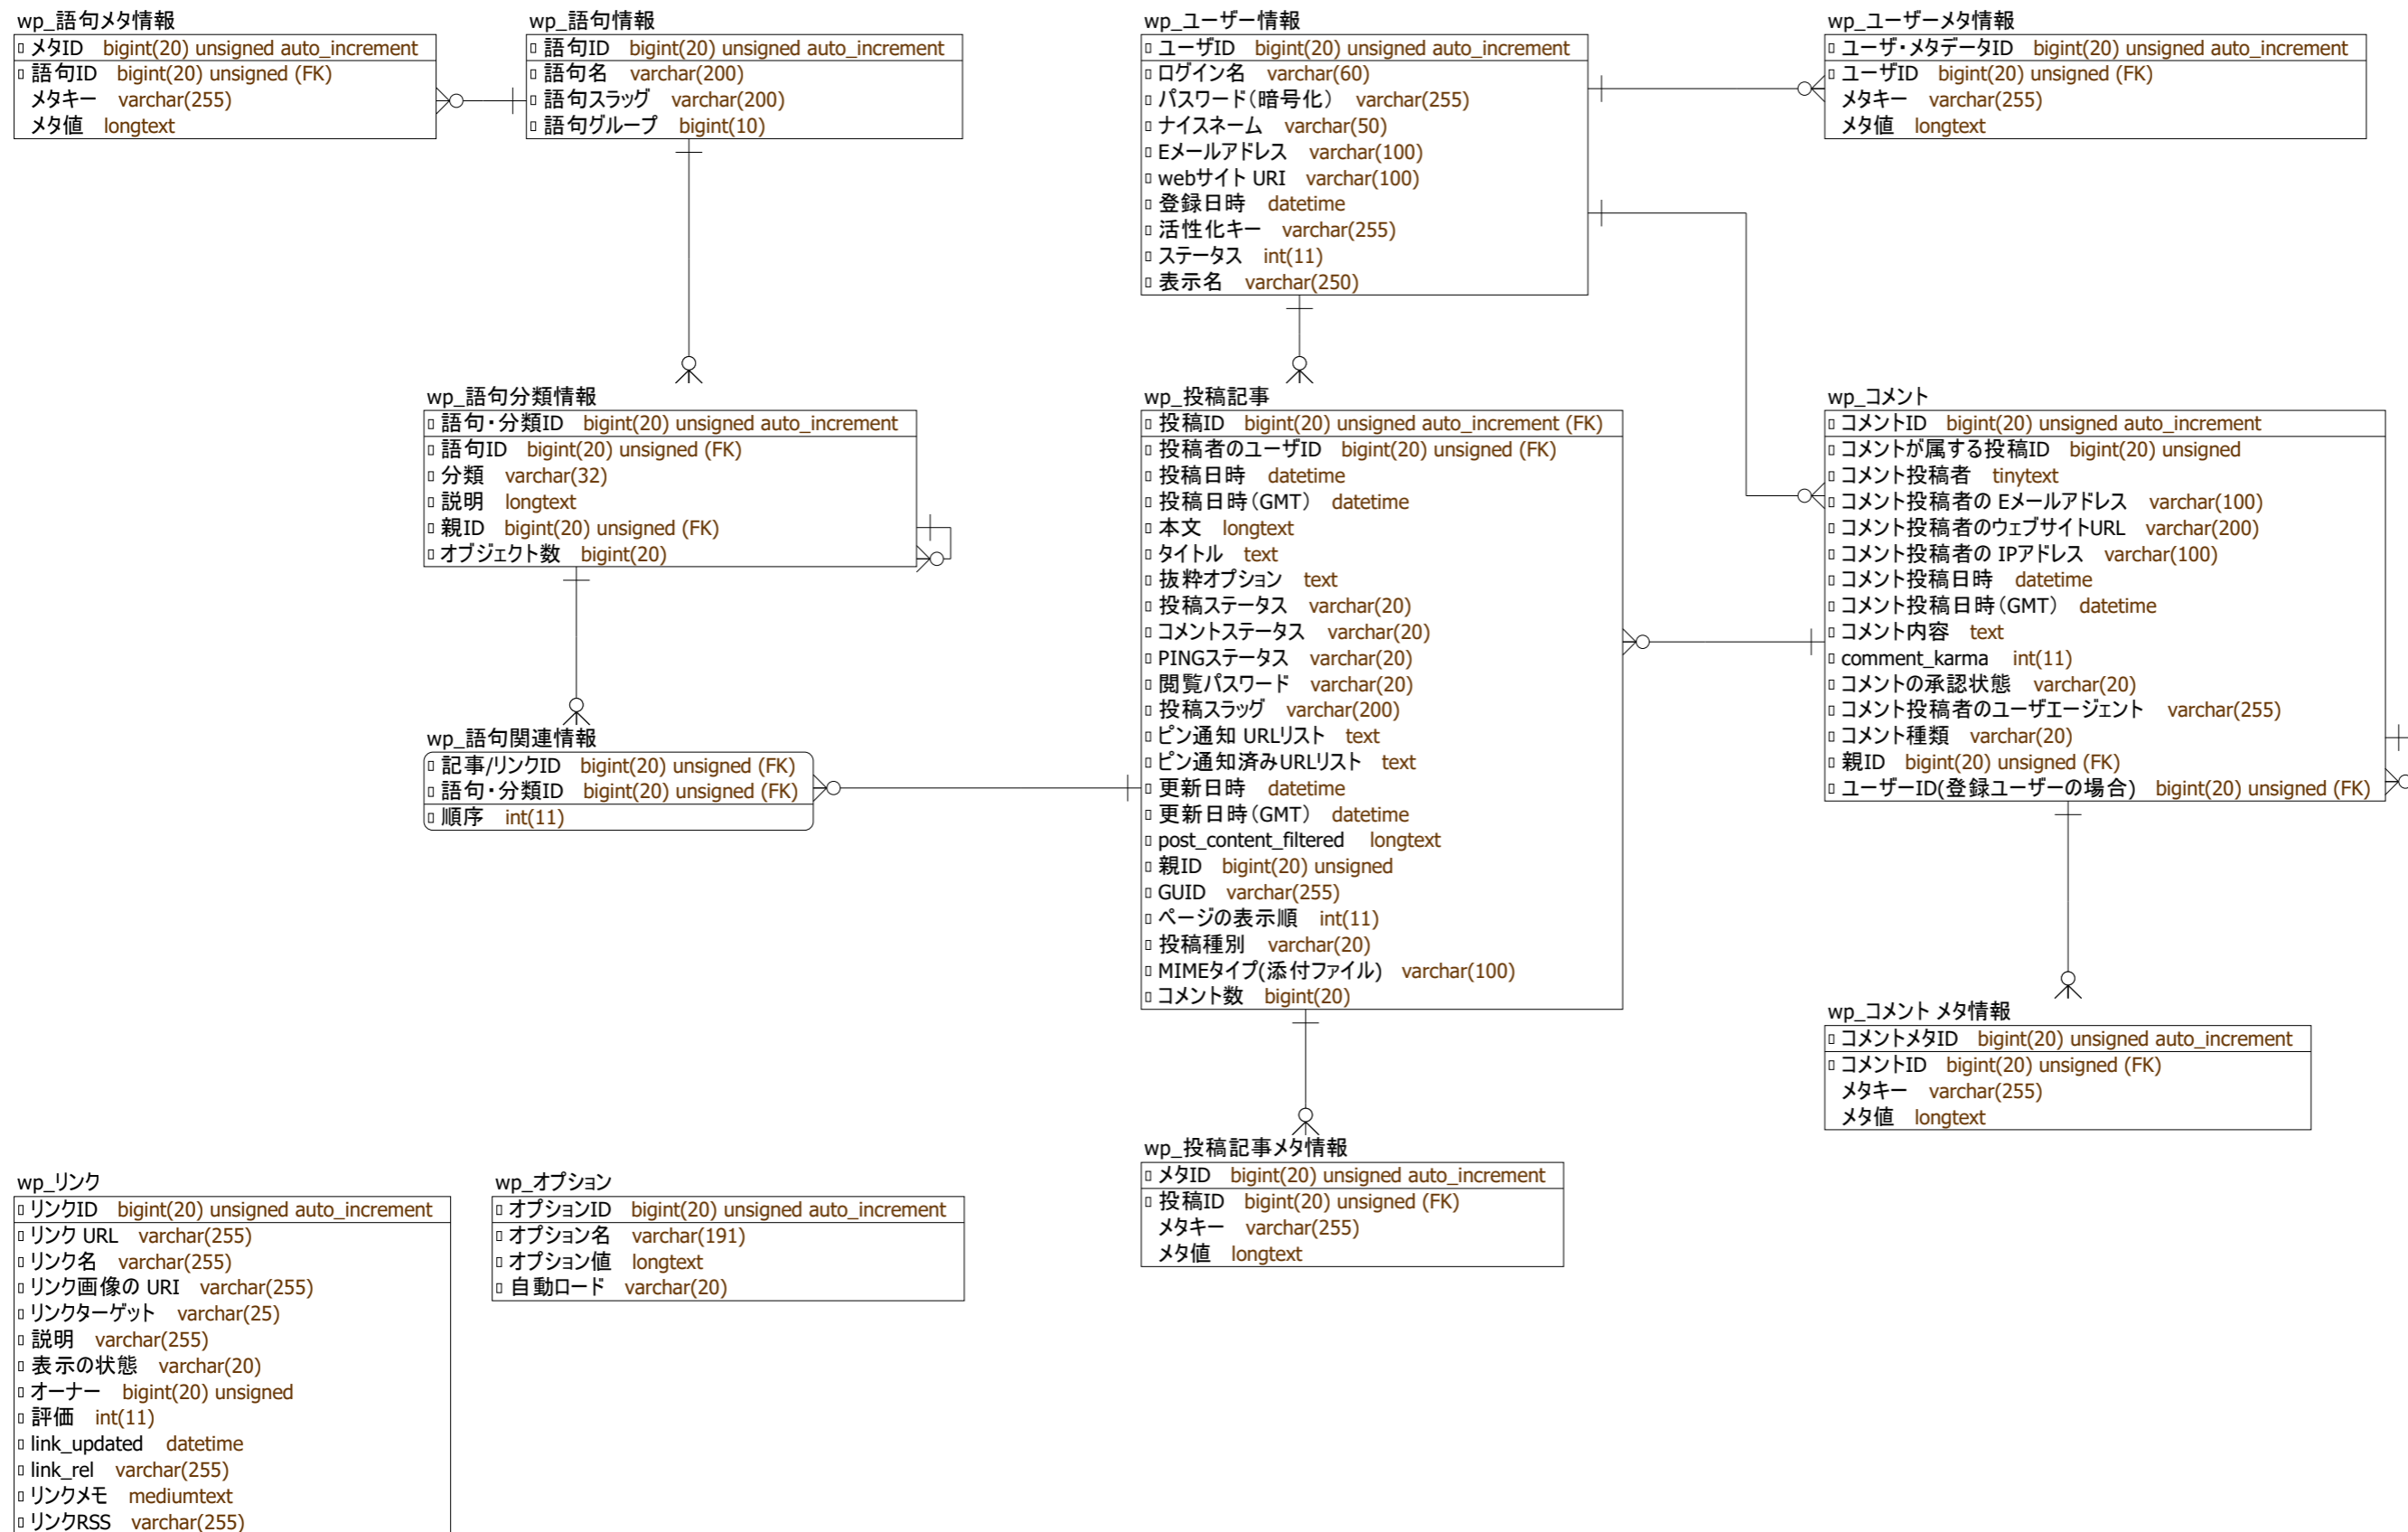 wp_語句メタ情報
メタID bigint(20) unsigned auto_increment
語句ID bigint(20) unsigned (FK)
メタキー varchar(255)
メタ値 longtext
wp_語句情報
語句ID bigint(20) unsigned auto_increment
語句名 varchar(200)
語句スラッグ varchar(200)
語句グループ bigint(10)
wp_ユーザー情報
ユーザID bigint(20) unsigned auto_increment
ログイン名 varchar(60)
パスワード（暗号化） varchar(255)
ナイスネーム varchar(50)
Eメールアドレス varchar(100)
webサイト URI varchar(100)
登録日時 datetime
活性化キー varchar(255)
ステータス int(11)
表示名 varchar(250)
wp_ユーザーメタ情報
ユーザ・メタデータID bigint(20) unsigned auto_increment
ユーザID bigint(20) unsigned (FK)
メタキー varchar(255)
メタ値 longtext
wp_語句分類情報
語句・分類ID bigint(20) unsigned auto_increment
語句ID bigint(20) unsigned (FK)
分類 varchar(32)
説明 longtext
親ID bigint(20) unsigned (FK)
オブジェクト数 bigint(20)
wp_語句関連情報
記事/リンクID bigint(20) unsigned (FK)
語句・分類ID bigint(20) unsigned (FK)
順序 int(11)
wp_投稿記事
投稿ID bigint(20) unsigned auto_increment (FK)
投稿者のユーザID bigint(20) unsigned (FK)
投稿日時 datetime
投稿日時（GMT） datetime
本文 longtext
タイトル text
抜粋オプション text
投稿ステータス varchar(20)
コメントステータス varchar(20)
PINGステータス varchar(20)
閲覧パスワード varchar(20)
投稿スラッグ varchar(200)
ピン通知 URLリスト text
ピン通知済みURLリスト text
更新日時 datetime
更新日時（GMT） datetime
post_content_filtered longtext
親ID bigint(20) unsigned
GUID varchar(255)
ページの表示順 int(11)
投稿種別 varchar(20)
MIMEタイプ(添付ファイル) varchar(100)
コメント数 bigint(20)
wp_コメント
コメントID bigint(20) unsigned auto_increment
コメントが属する投稿ID bigint(20) unsigned
コメント投稿者 tinytext
コメント投稿者の Eメールアドレス varchar(100)
コメント投稿者のウェブサイトURL varchar(200)
コメント投稿者の IPアドレス varchar(100)
コメント投稿日時 datetime
コメント投稿日時（GMT） datetime
コメント内容 text
comment_karma int(11)
コメントの承認状態 varchar(20)
コメント投稿者のユーザエージェント varchar(255)
コメント種類 varchar(20)
親ID bigint(20) unsigned (FK)
ユーザーID(登録ユーザーの場合) bigint(20) unsigned (FK)
wp_コメント メタ情報
コメントメタID bigint(20) unsigned auto_increment
コメントID bigint(20) unsigned (FK)
メタキー varchar(255)
メタ値 longtext
wp_投稿記事メタ情報
メタID bigint(20) unsigned auto_increment
投稿ID bigint(20) unsigned (FK)
メタキー varchar(255)
メタ値 longtext
wp_リンク
リンクID bigint(20) unsigned auto_increment
リンク URL varchar(255)
リンク名 varchar(255)
リンク画像の URI varchar(255)
リンクターゲット varchar(25)
説明 varchar(255)
表示の状態 varchar(20)
オーナー bigint(20) unsigned
評価 int(11)
link_updated datetime
link_rel varchar(255)
リンクメモ mediumtext
リンクRSS varchar(255)
wp_オプション
オプションID bigint(20) unsigned auto_increment
オプション名 varchar(191)
オプション値 longtext
自動ロード varchar(20)